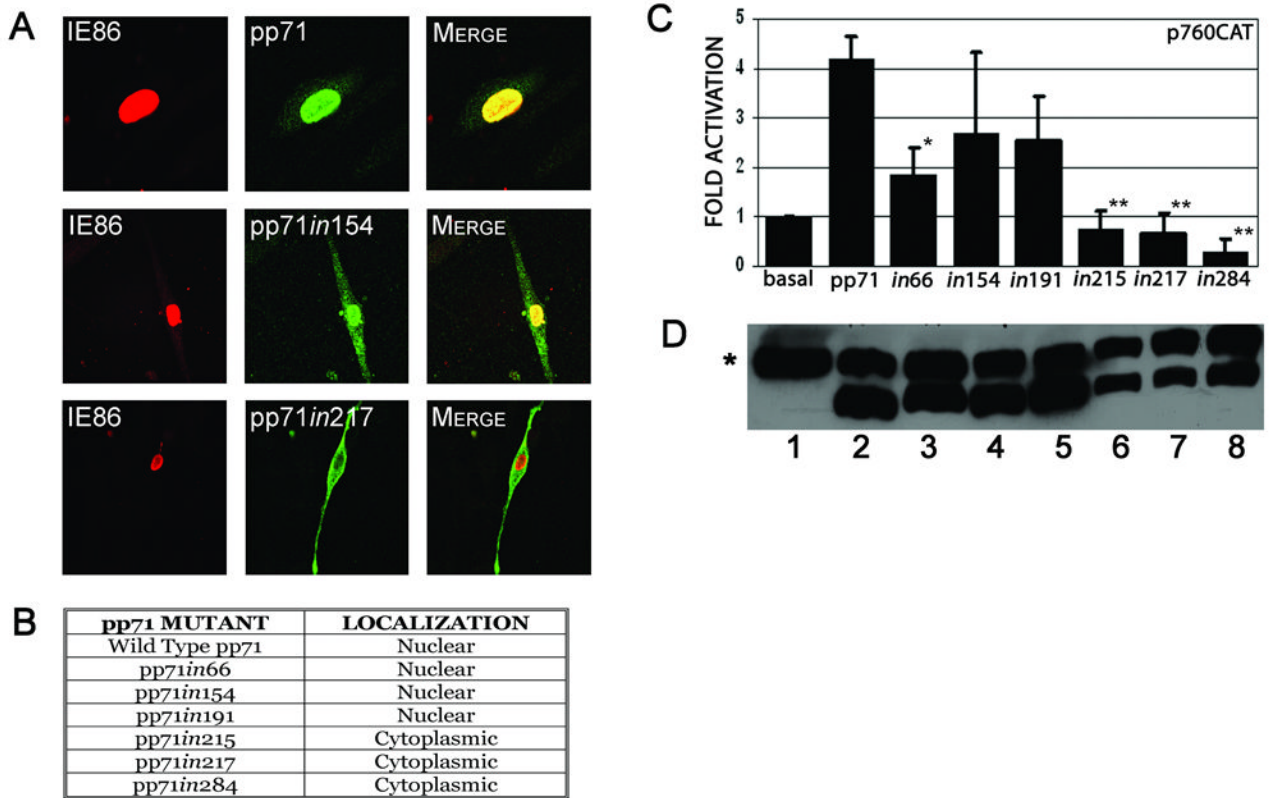 A
IE86
pp71
MERGE
IE86
pp71in154
MERGE
IE86
pp71in217
MERGE
B
pp71 MUTANT LOCALIZATION
Wild Type pp71 Nuclear
pp71in66 Nuclear
pp71in154 Nuclear
pp71in191 Nuclear
pp71in215 Cytoplasmic
pp71in217 Cytoplasmic
pp71in284 Cytoplasmic
C
p760CAT
FOLD ACTIVATION
5
4
3
2
1
0
*
**
**
**
basal pp71 in66 in154 in191 in215 in217 in284
D
*
1 2 3 4 5 6 7 8